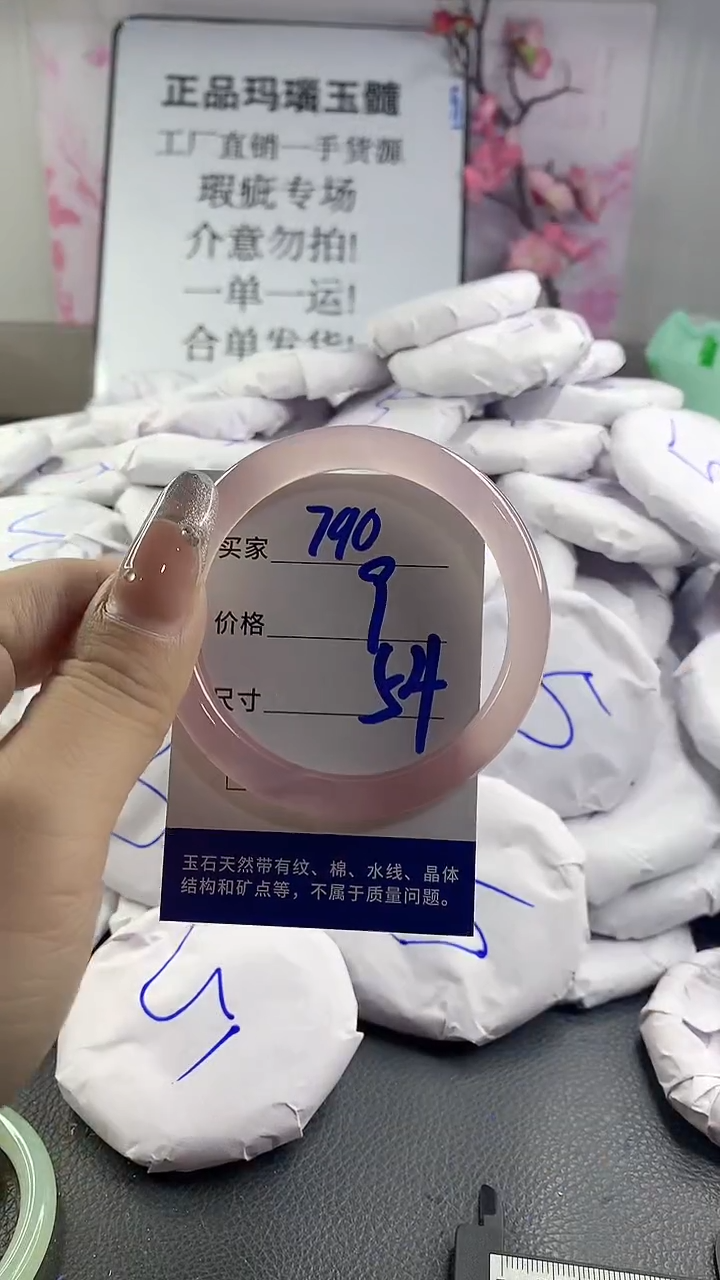 正品玛瑙玉髓
工厂直销一手货源
瑕疵专场
介意勿拍!
一单一运!
合单发货!
买家 790
价格 9
尺寸 54
玉石天然带有纹、棉、水线、晶体
结构和矿点等，不属于质量问题。
5
5